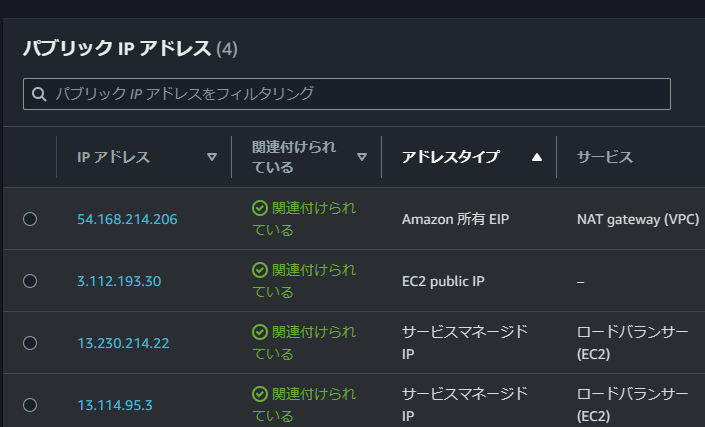 パブリック IP アドレス (4)
パブリック IP アドレスをフィルタリング
IP アドレス 関連付けられている アドレスタイプ サービス
54.168.214.206 関連付けられている Amazon 所有 EIP NAT gateway (VPC)
3.112.193.30 関連付けられている EC2 public IP –
13.230.214.22 関連付けられている サービスマネージド IP ロードバランサー (EC2)
13.114.95.3 関連付けられている サービスマネージド IP ロードバランサー (EC2)